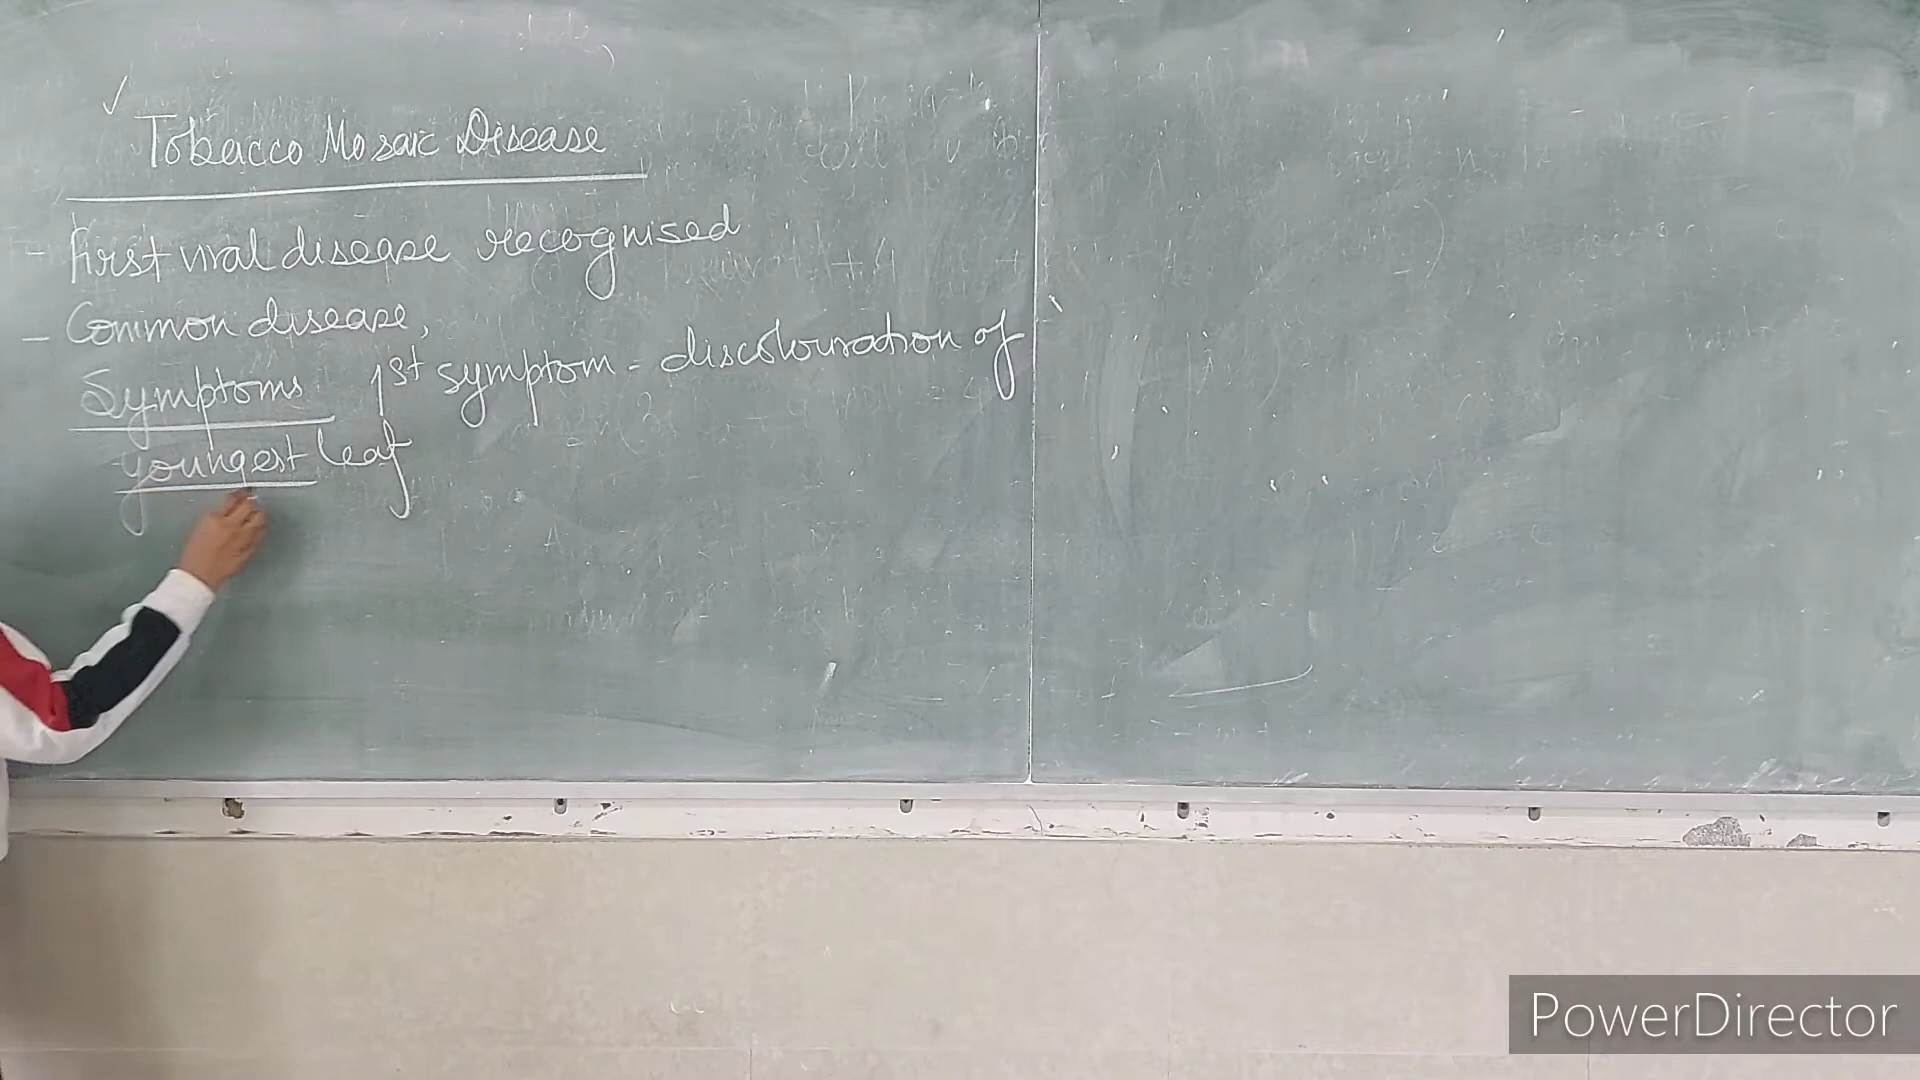 ✓
Tobacco Mosaic Disease
- First viral disease recognised
- Common disease,
Symptoms 1st symptom = discolouration of
youngest leaf
PowerDirector